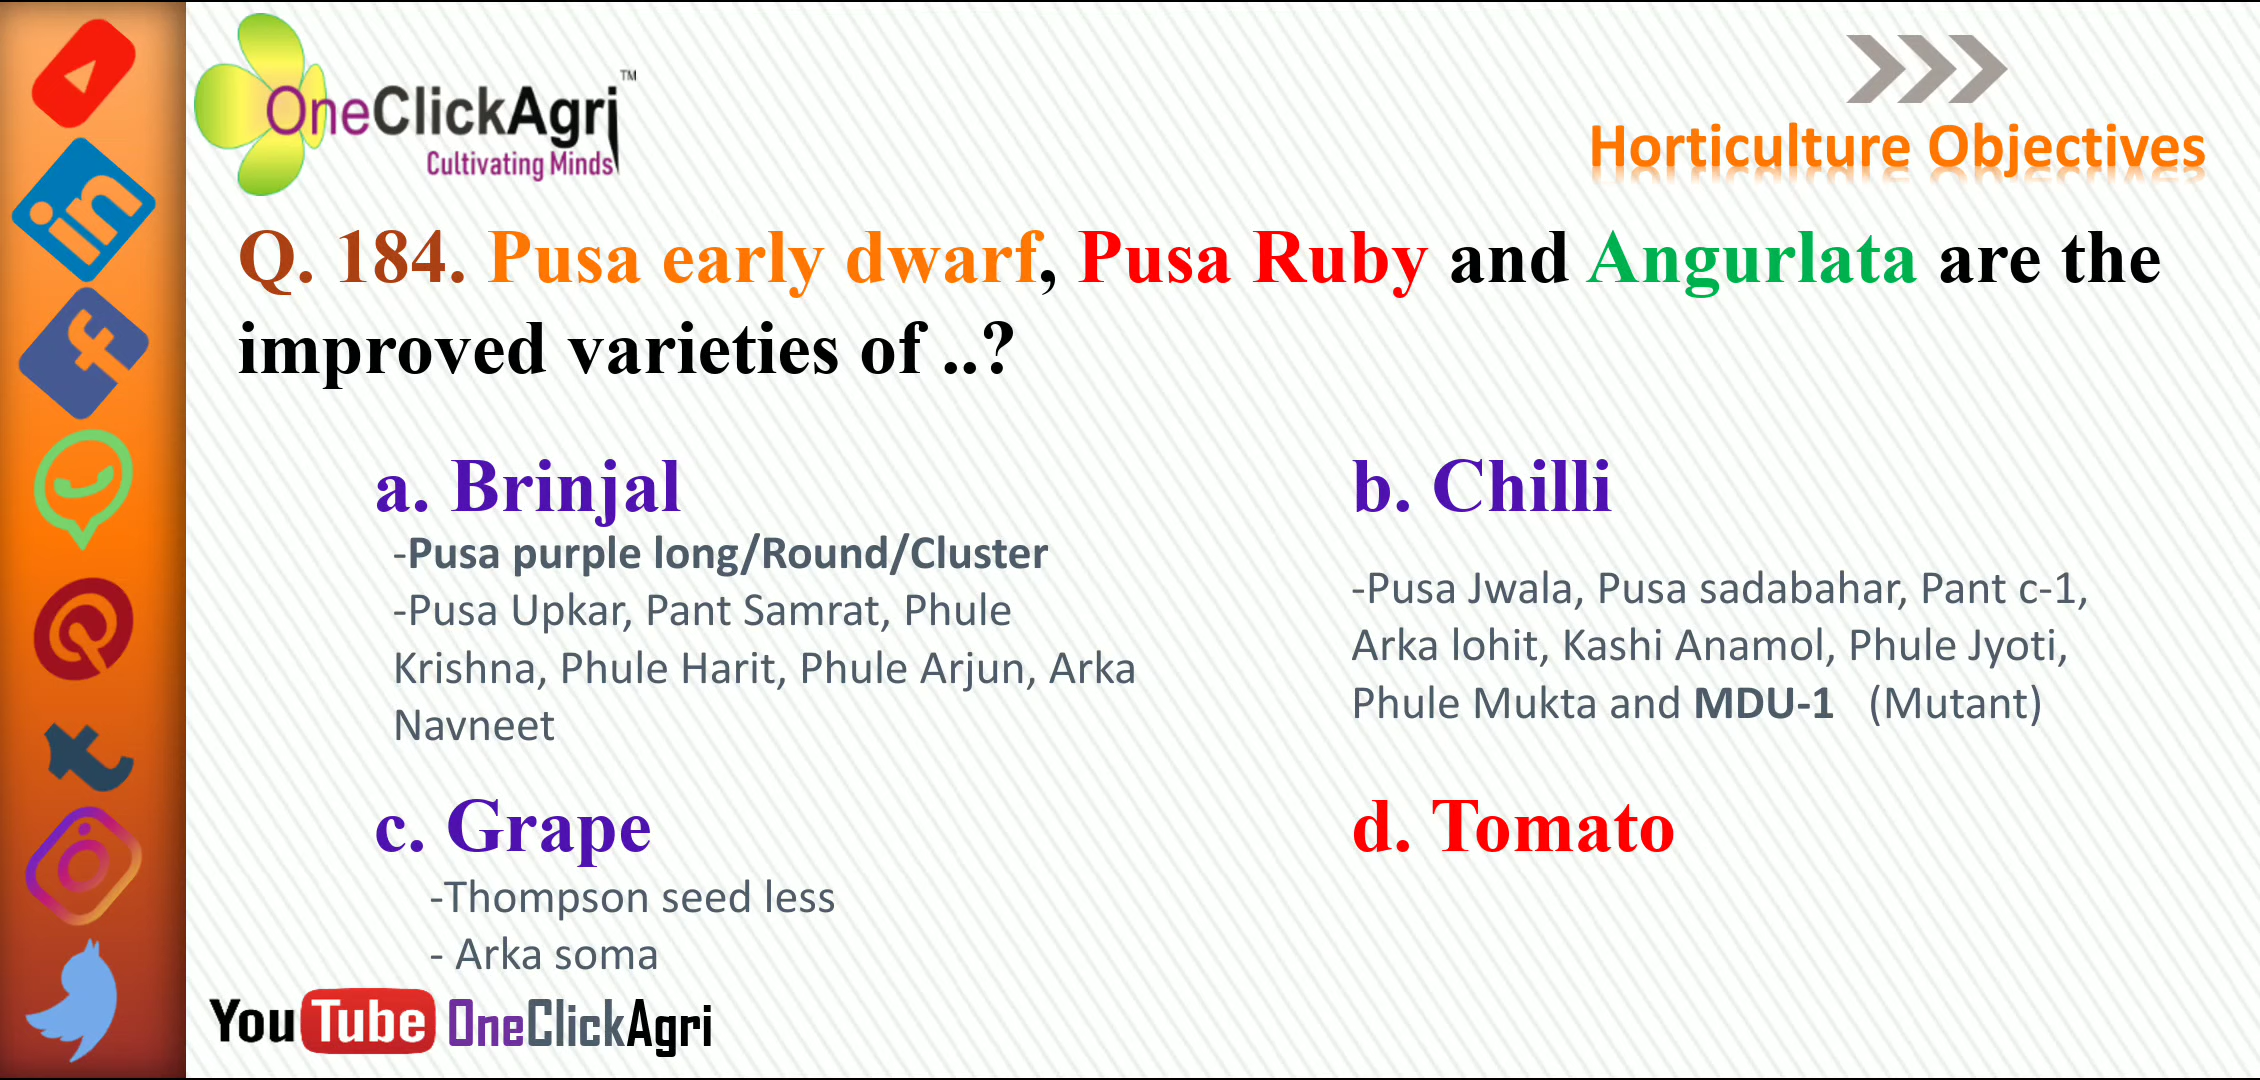 OneClickAgri™
Cultivating Minds
Horticulture Objectives
Q. 184. Pusa early dwarf, Pusa Ruby and Angurlata are the
improved varieties of ..?
a. Brinjal
-Pusa purple long/Round/Cluster
-Pusa Upkar, Pant Samrat, Phule
Krishna, Phule Harit, Phule Arjun, Arka
Navneet
b. Chilli
-Pusa Jwala, Pusa sadabahar, Pant c-1,
Arka lohit, Kashi Anamol, Phule Jyoti,
Phule Mukta and MDU-1 (Mutant)
c. Grape
-Thompson seed less
- Arka soma
d. Tomato
YouTube OneClickAgri